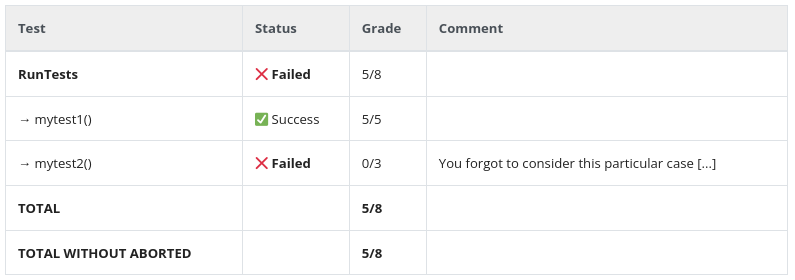 Test Status Grade Comment
RunTests ❌ Failed 5/8
→ mytest1() ✅ Success 5/5
→ mytest2() ❌ Failed 0/3 You forgot to consider this particular case [...]
TOTAL 5/8
TOTAL WITHOUT ABORTED 5/8